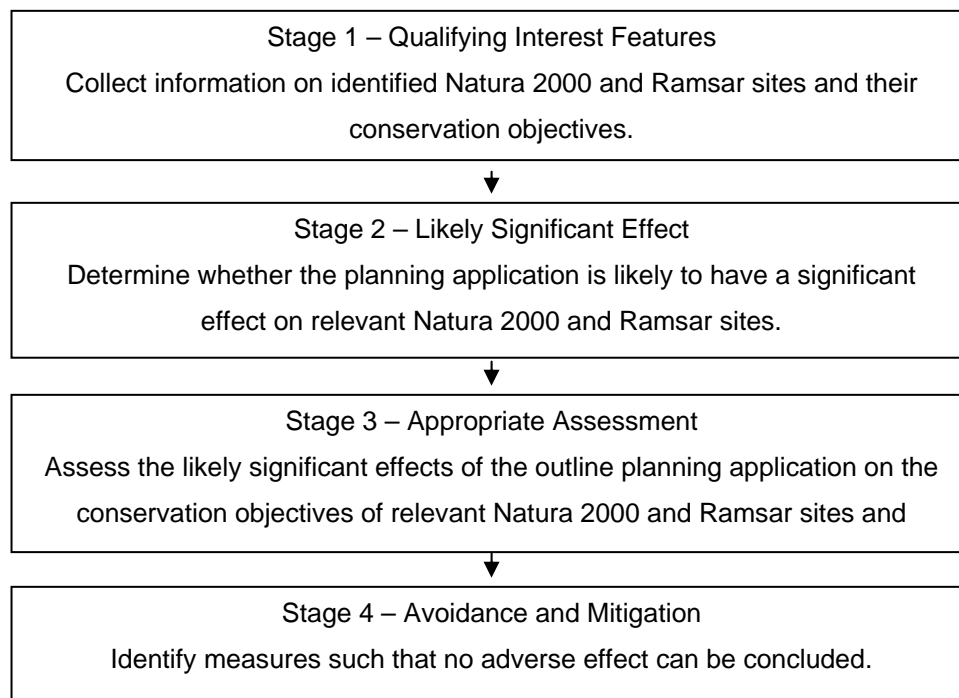 Stage 1 – Qualifying Interest Features
Collect information on identified Natura 2000 and Ramsar sites and their
conservation objectives.
Stage 2 – Likely Significant Effect
Determine whether the planning application is likely to have a significant
effect on relevant Natura 2000 and Ramsar sites.
Stage 3 – Appropriate Assessment
Assess the likely significant effects of the outline planning application on the
conservation objectives of relevant Natura 2000 and Ramsar sites and
Stage 4 – Avoidance and Mitigation
Identify measures such that no adverse effect can be concluded.